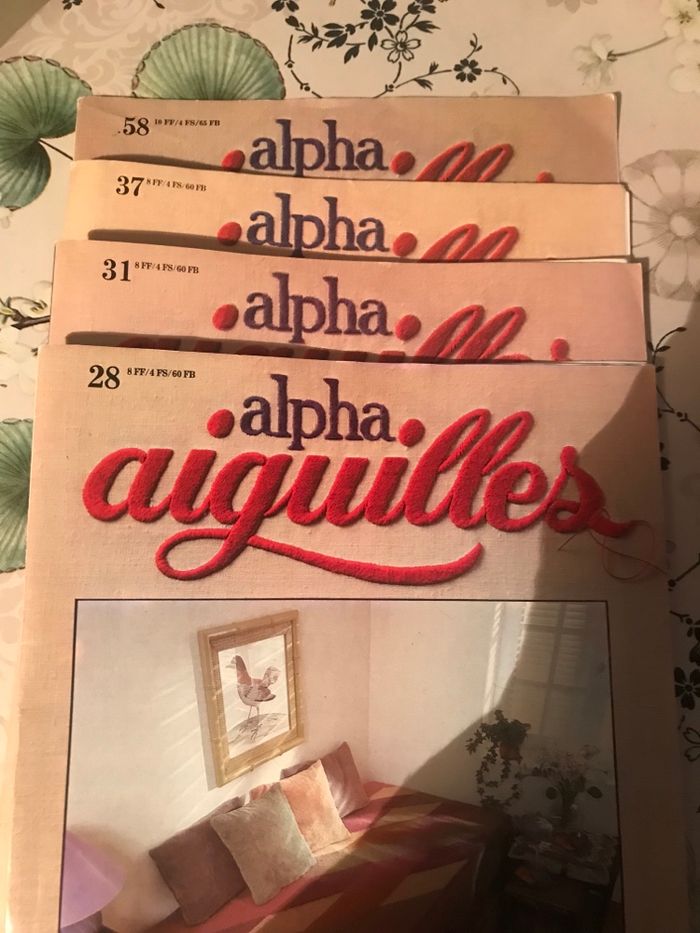 58 10 FF/4 FS/65 FB
alpha
37 8 FF/4 FS/60 FB
alpha
31 8 FF/4 FS/60 FB
alpha
28 8 FF/4 FS/60 FB
alpha
aiguilles